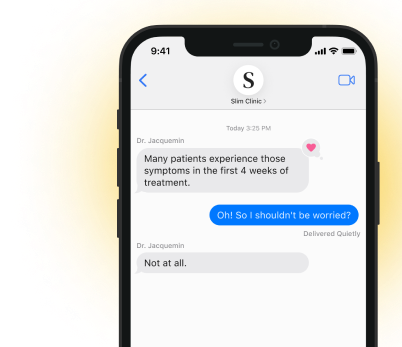 9:41
S
Slim Clinic >
Today 3:25 PM
Dr. Jacquemin
Many patients experience those
symptoms in the first 4 weeks of
treatment.
Oh! So I shouldn't be worried?
Delivered Quietly
Dr. Jacquemin
Not at all.